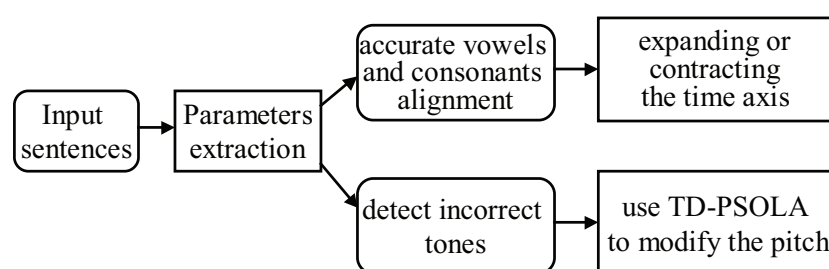 Input
sentences
Parameters
extraction
accurate vowels
and consonants
alignment
expanding or
contracting
the time axis
detect incorrect
tones
use TD-PSOLA
to modify the pitch